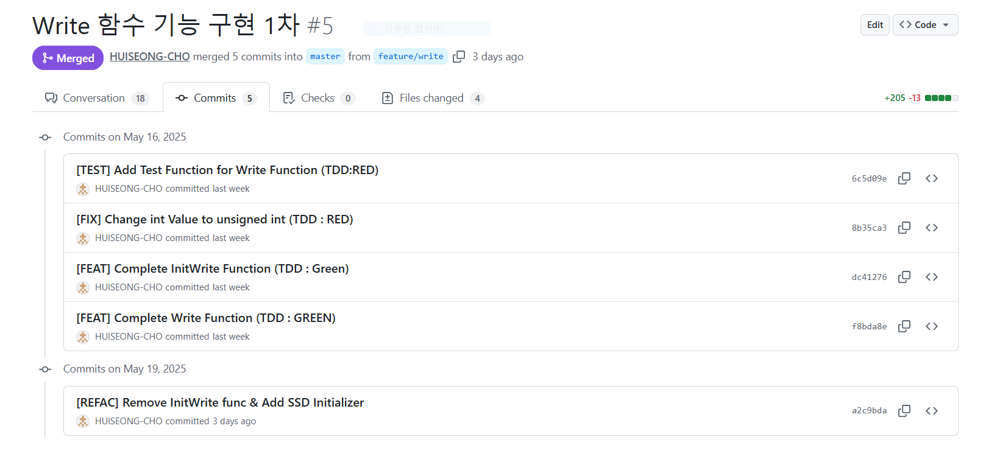 Write 함수 기능 구현 1차 #5
자유형 캡처(F)
Edit
Code
Merged
HUISEONG-CHO merged 5 commits into master from feature/write 3 days ago
Conversation 18
Commits 5
Checks 0
Files changed 4
+205 -13
Commits on May 16, 2025
[TEST] Add Test Function for Write Function (TDD:RED)
HUISEONG-CHO committed last week
6c5d09e
[FIX] Change int Value to unsigned int (TDD : RED)
HUISEONG-CHO committed last week
8b35ca3
[FEAT] Complete InitWrite Function (TDD : Green)
HUISEONG-CHO committed last week
dc41276
[FEAT] Complete Write Function (TDD : GREEN)
HUISEONG-CHO committed last week
f8bda8e
Commits on May 19, 2025
[REFAC] Remove InitWrite func & Add SSD Initializer
HUISEONG-CHO committed 3 days ago
a2c9bda